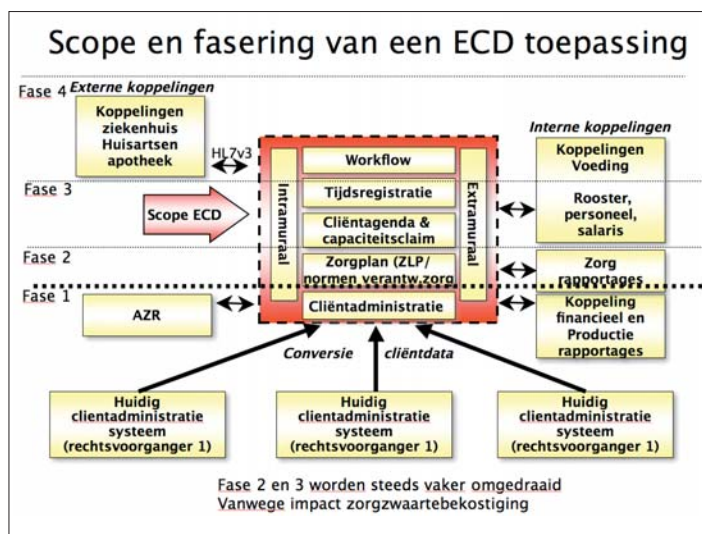 Scope en fasering van een ECD toepassing
Fase 4
Externe koppelingen
Koppelingen
ziekenhuis
Huisartsen
apotheek
HL7v3
Interne koppelingen
Koppelingen
Voeding
Rooster,
personeel,
salaris
Fase 3
Scope ECD
Intramuraal
Workflow
Tijdsregistratie
Cliëntagenda &
capaciteitsclaim
Zorgplan (ZLP/
normen verantw.zorg
Cliëntadministratie
Extramuraal
Fase 2
Zorg
rapportages
Fase 1
AZR
Koppeling
financieel en
Productie
rapportages
Conversie
cliëntdata
Huidig
clientadministratie
systeem
(rechtsvoorganger 1)
Huidig
clientadministratie
systeem
(rechtsvoorganger 1)
Huidig
clientadministratie
systeem
(rechtsvoorganger 1)
Fase 2 en 3 worden steeds vaker omgedraaid
Vanwege impact zorgzwaartebekostiging